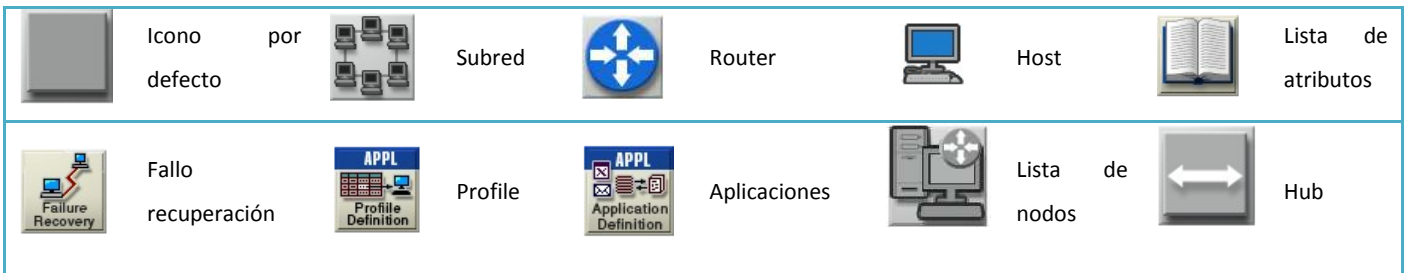 Icono por
defecto
Subred
Router
Host
Lista de
atributos
Failure
Recovery
Fallo
recuperación
APPL
Profiile
Definition
Profile
APPL
Application
Definition
Aplicaciones
Lista de
nodos
Hub